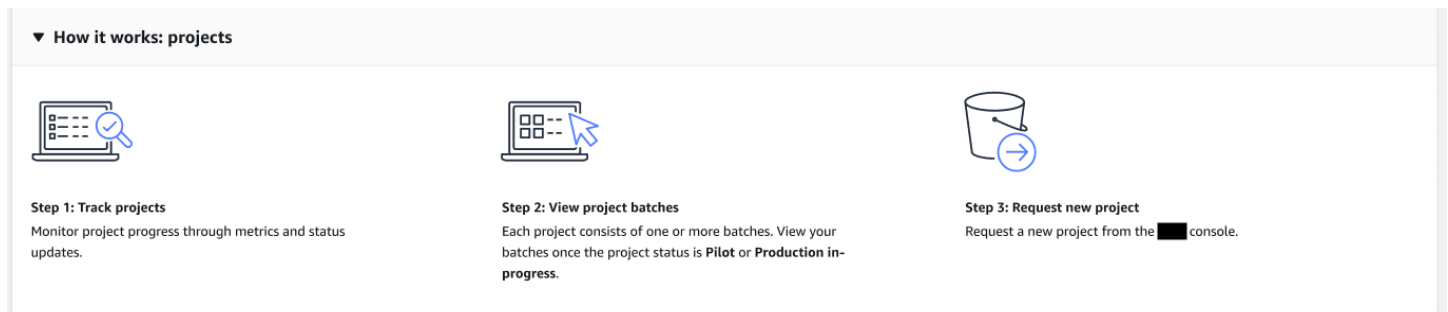 ▼ How it works: projects
Step 1: Track projects
Monitor project progress through metrics and status
updates.
Step 2: View project batches
Each project consists of one or more batches. View your
batches once the project status is Pilot or Production in-
progress.
Step 3: Request new project
Request a new project from the console.